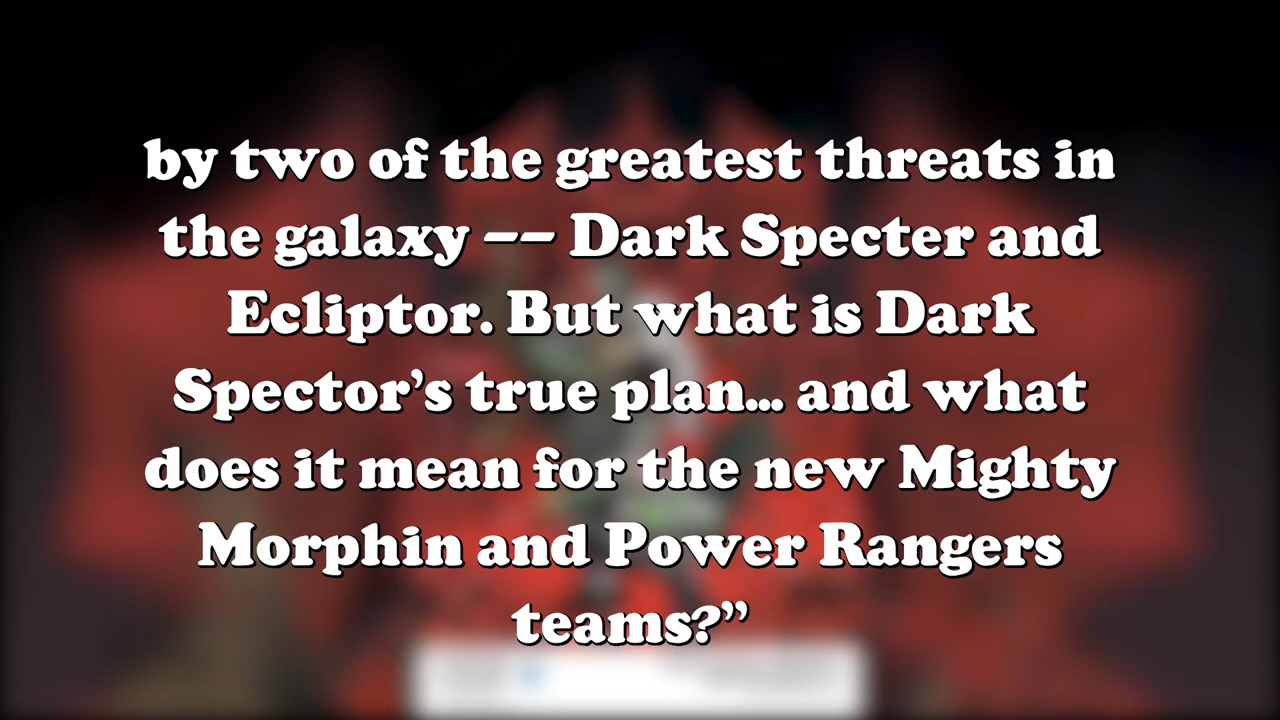 by two of the greatest threats in
the galaxy -- Dark Specter and
Ecliptor. But what is Dark
Spector’s true plan... and what
does it mean for the new Mighty
Morphin and Power Rangers
teams?”